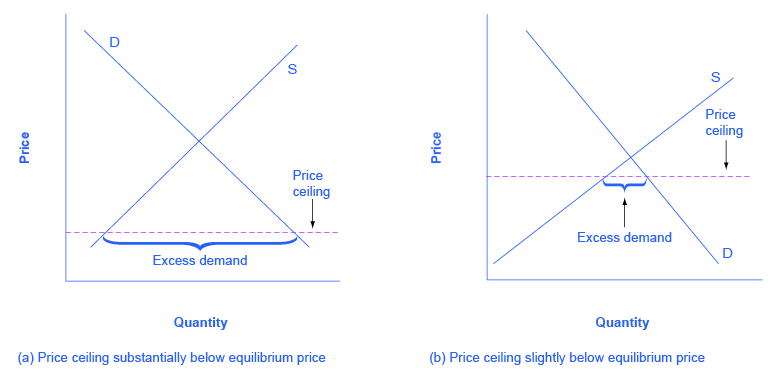 D
S
Price
ceiling
Price
Excess demand
Quantity
(a) Price ceiling substantially below equilibrium price
S
Price
ceiling
Price
Excess demand
D
Quantity
(b) Price ceiling slightly below equilibrium price